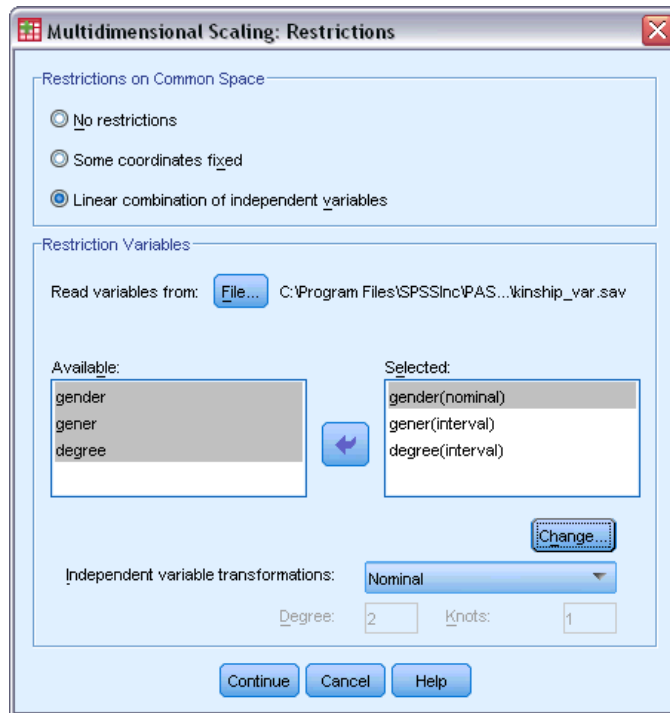 Multidimensional Scaling: Restrictions
Restrictions on Common Space
No restrictions
Some coordinates fixed
Linear combination of independent variables
Restriction Variables
Read variables from: File... C:\Program Files\SPSSInc\PAS...\kinship_var.sav
Available:
gender
gener
degree
Selected:
gender(nominal)
gener(interval)
degree(interval)
Change...
Independent variable transformations: Nominal
Degree: 2 Knots: 1
Continue Cancel Help